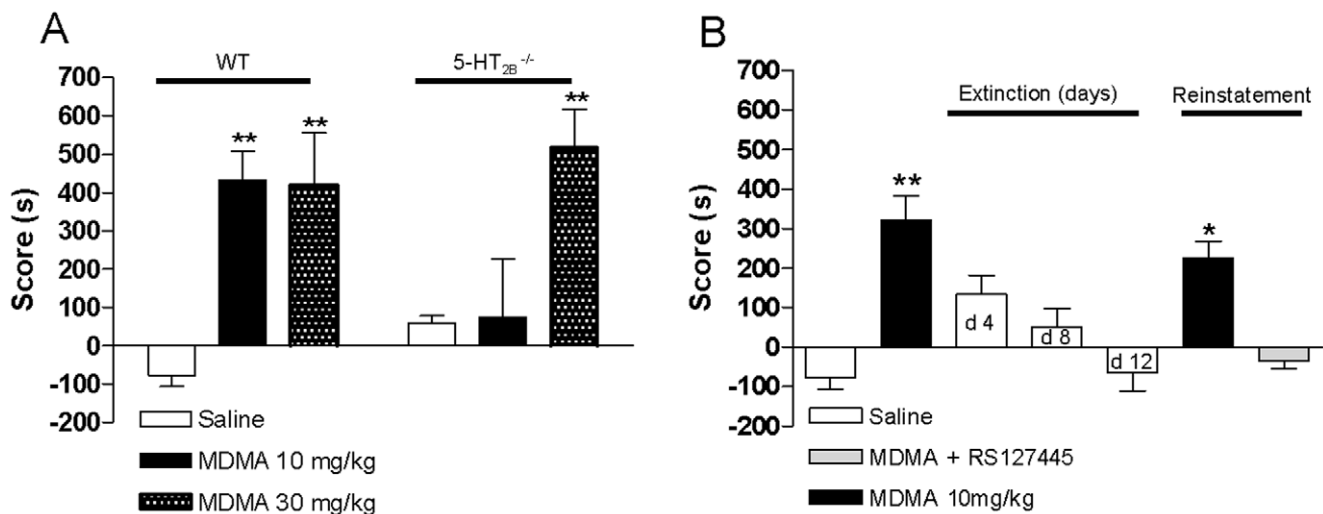 A
WT
5-HT2B-/-
Score (s)
700
600
500
400
300
200
100
0
-100
-200
**
**
**
Saline
MDMA 10 mg/kg
MDMA 30 mg/kg
B
Extinction (days)
Reinstatement
Score (s)
700
600
500
400
300
200
100
0
-100
-200
**
*
d 4
d 8
d 12
Saline
MDMA + RS127445
MDMA 10mg/kg